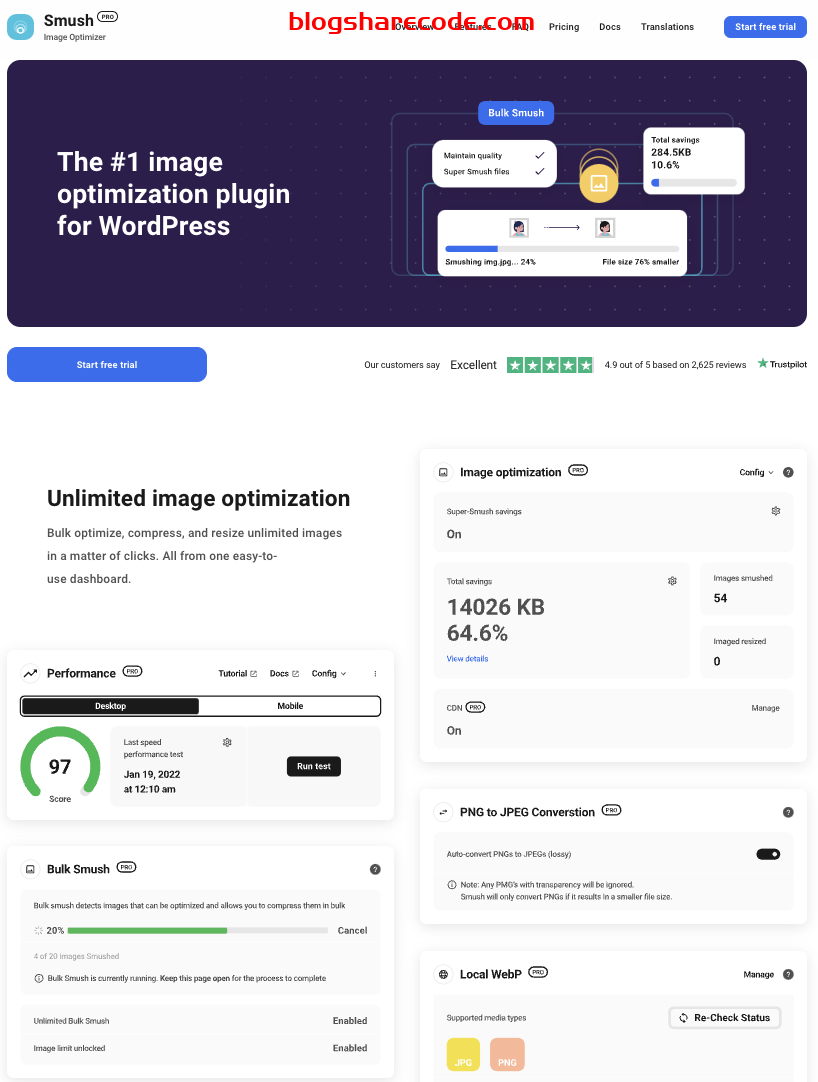 Smush PRO
Image Optimizer
blogsharecode.com
Overview Features FAQ Pricing Docs Translations
Start free trial
The #1 image
optimization plugin
for WordPress
Bulk Smush
Maintain quality
Super Smush files
Total savings
284.5KB
10.6%
Smushing img.jpg... 24% File size 76% smaller
Start free trial
Our customers say Excellent 4.9 out of 5 based on 2,625 reviews Trustpilot
Unlimited image optimization
Bulk optimize, compress, and resize unlimited images
in a matter of clicks. All from one easy-to-
use dashboard.
Performance PRO
Tutorial Docs Config
Desktop Mobile
97
Score
Last speed
performance test
Jan 19, 2022
at 12:10 am
Run test
Bulk Smush PRO ?
Bulk smush detects images that can be optimized and allows you to compress them in bulk
20% Cancel
4 of 20 images Smushed
Bulk Smush is currently running. Keep this page open for the process to complete
Unlimited Bulk Smush Enabled
Image limit unlocked Enabled
Image optimization PRO Config ?
Super-Smush savings
On
Total savings
14026 KB
64.6%
View details
Images smushed
54
Imaged resized
0
CDN PRO Manage
On
PNG to JPEG Converstion PRO ?
Auto-convert PNGs to JPEGs (lossy)
Note: Any PMG's with transparency will be ignored.
Smush will only convert PNGs if it results in a smaller file size.
Local WebP PRO Manage ?
Supported media types Re-Check Status
JPG PNG